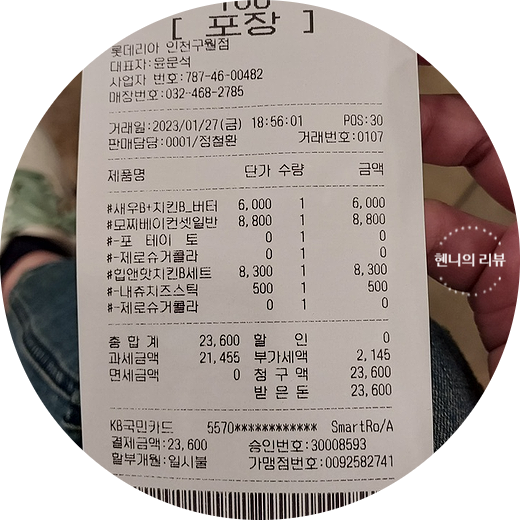 [ 포장 ]
롯데리아 인천구월점
대표자:윤문석
사업자 번호:787-46-00482
매장번호:032-468-2785
거래일:2023/01/27(금) 18:56:01 POS:30
판매담당:0001/정철환 거래번호:0107
제품명 단가 수량 금액
#새우B+치킨B_버터 6,000 1 6,000
#모짜베이컨세일반 8,800 1 8,800
#-포 테이 토 0 1 0
#-제로슈거콜라 0 1 0
#힙앤핫치킨B세트 8,300 1 8,300
#-내츄치즈스틱 500 1 500
#-제로슈거콜라 0 1 0
총 합 계 23,600 할 인 0
과세금액 21,455 부가세액 2,145
면세금액 0 청 구 액 23,600
받 은 돈 23,600
KB국민카드 5570************ SmartRo/A
결제금액:23,600 승인번호:30008593
할부개월:일시불 가맹점번호:0092582741
헨니의 리뷰